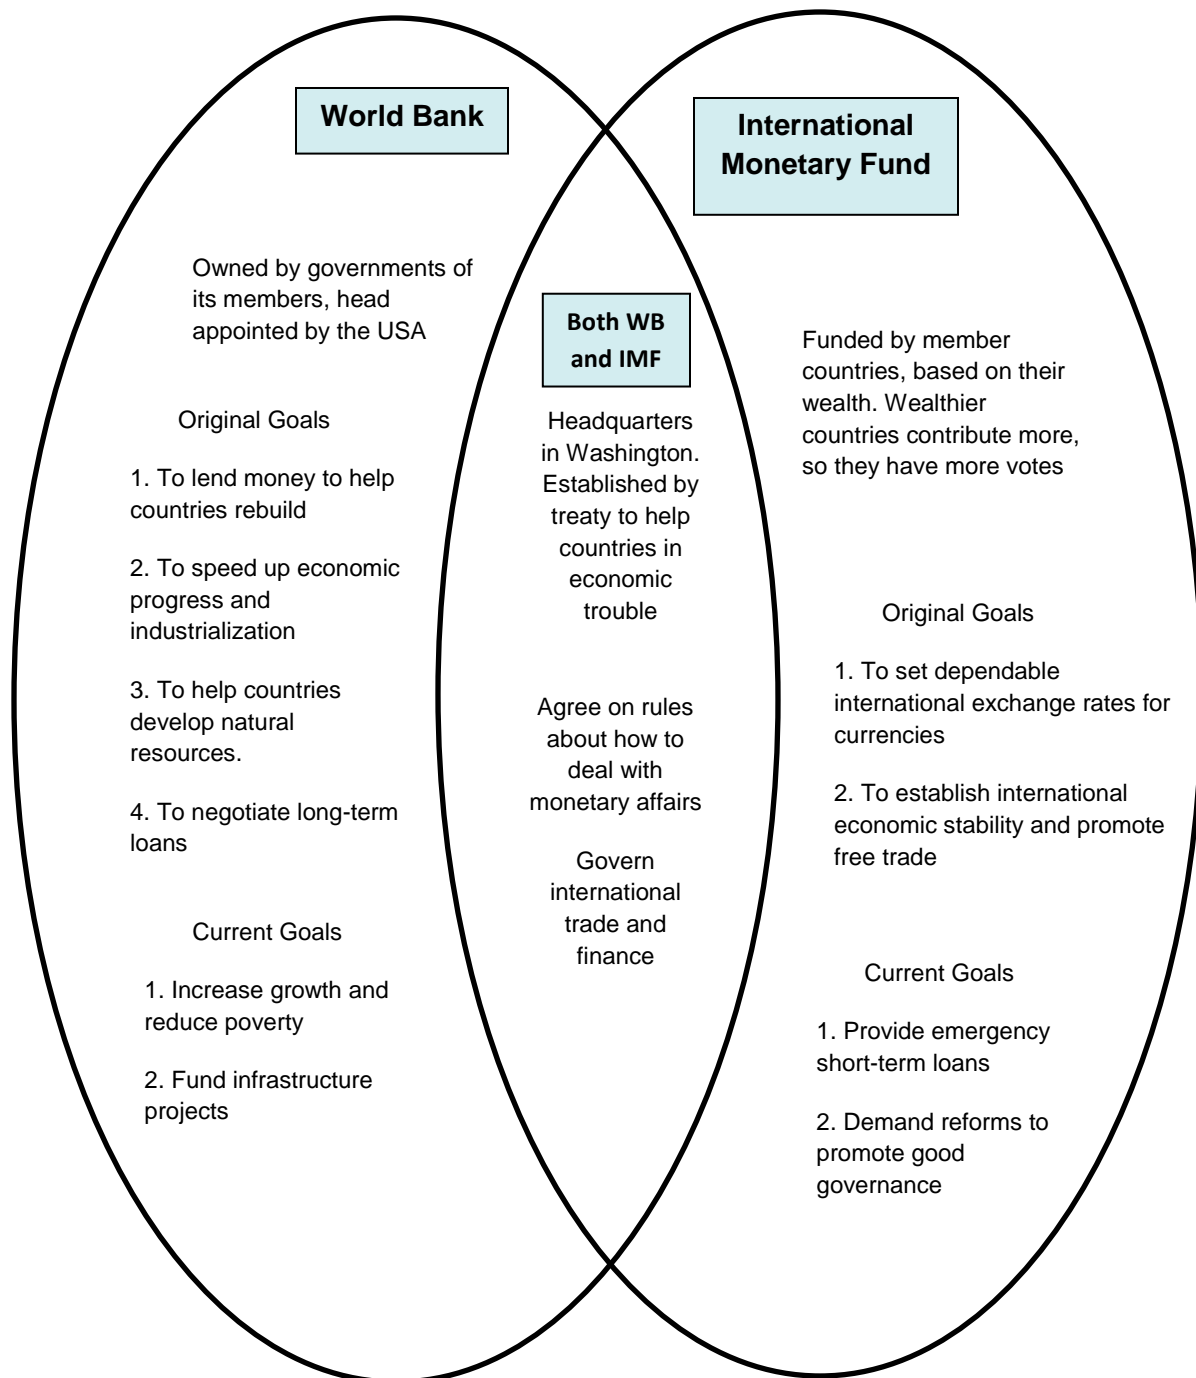 World Bank
Owned by governments of
its members, head
appointed by the USA
Original Goals
1. To lend money to help
countries rebuild
2. To speed up economic
progress and
industrialization
3. To help countries
develop natural
resources.
4. To negotiate long-term
loans
Current Goals
1. Increase growth and
reduce poverty
2. Fund infrastructure
projects
Both WB
and IMF
Headquarters
in Washington.
Established by
treaty to help
countries in
economic
trouble
Agree on rules
about how to
deal with
monetary affairs
Govern
international
trade and
finance
International
Monetary Fund
Funded by member
countries, based on their
wealth. Wealthier
countries contribute more,
so they have more votes
Original Goals
1. To set dependable
international exchange rates for
currencies
2. To establish international
economic stability and promote
free trade
Current Goals
1. Provide emergency
short-term loans
2. Demand reforms to
promote good
governance